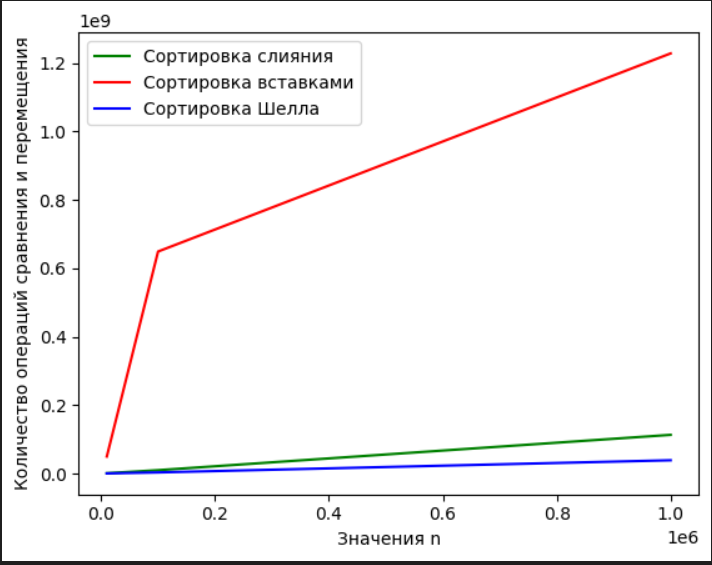 1e9
Количество операций сравнения и перемещения
1.2
1.0
0.8
0.6
0.4
0.2
0.0
Сортировка слияния
Сортировка вставками
Сортировка Шелла
0.0 0.2 0.4 0.6 0.8 1.0
1e6
Значения n